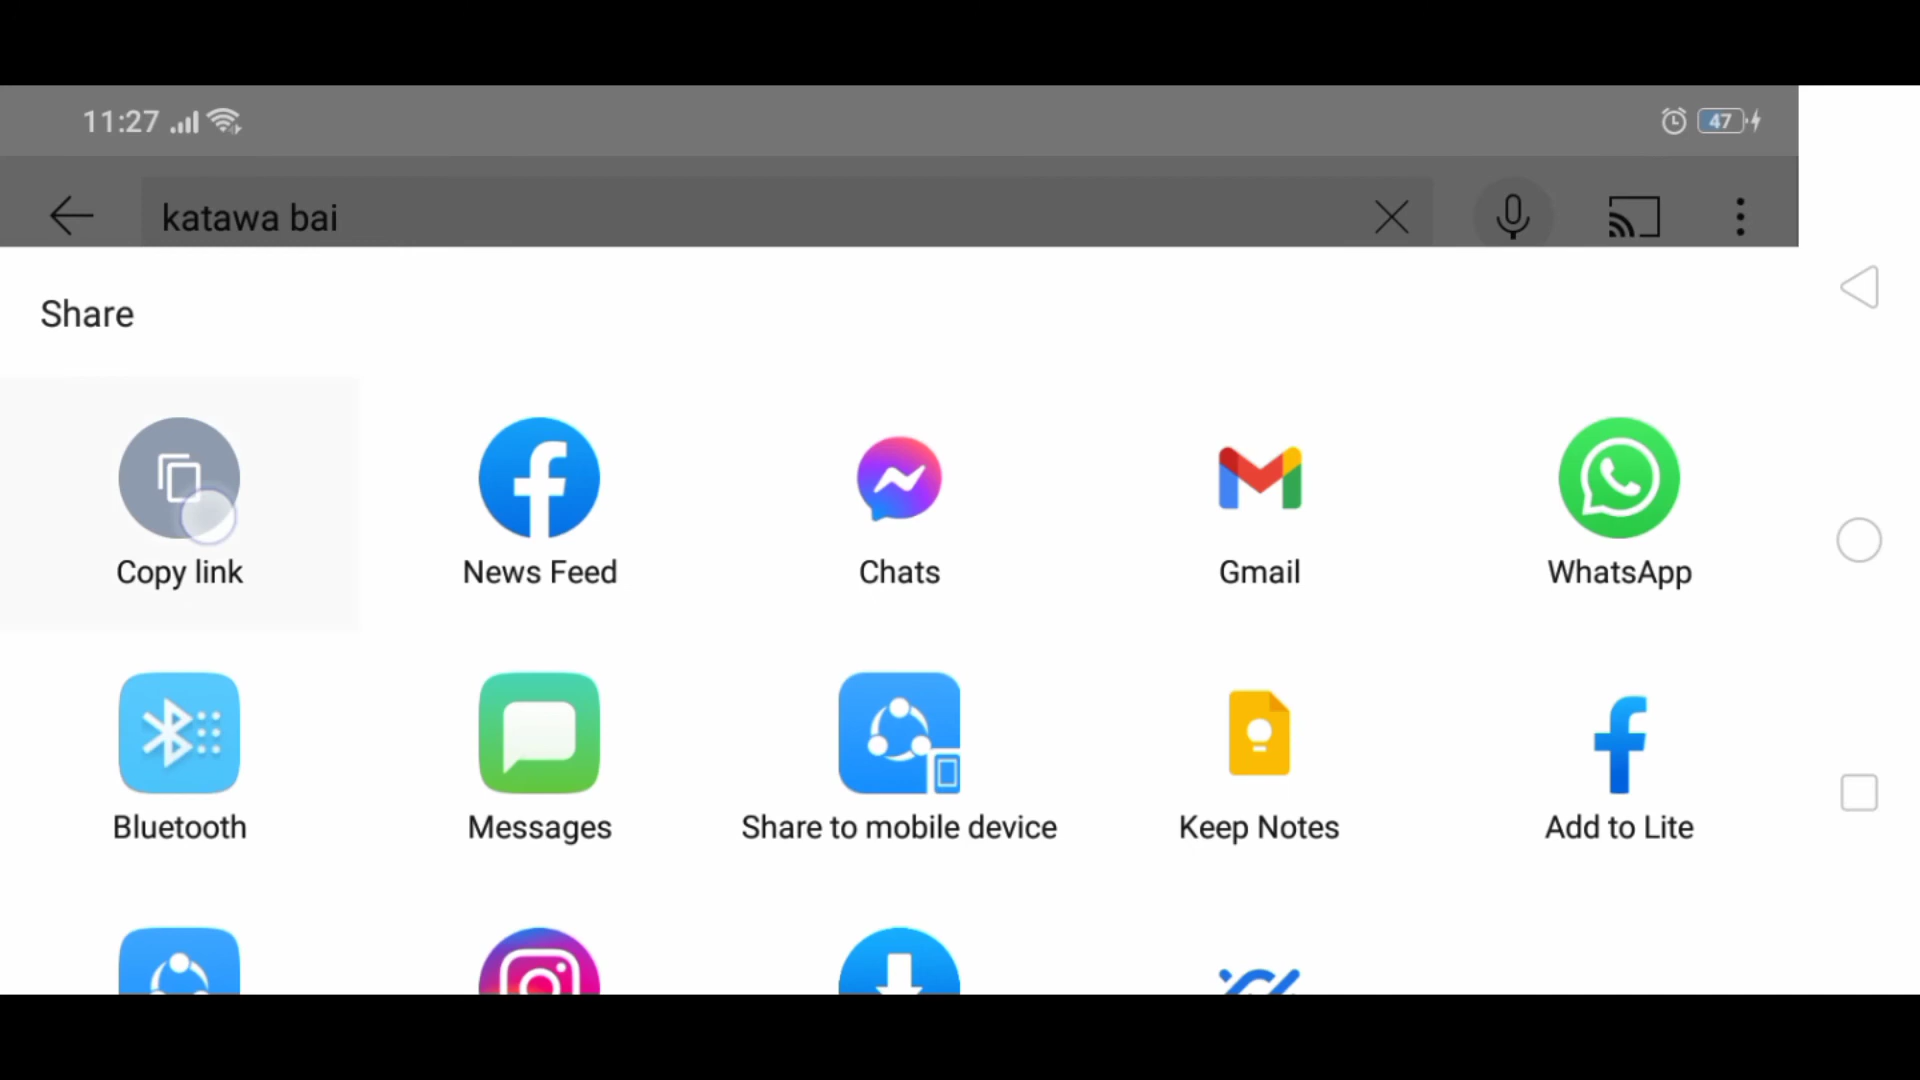 11:27
47
katawa bai
Share
Copy link
News Feed
Chats
Gmail
WhatsApp
Bluetooth
Messages
Share to mobile device
Keep Notes
Add to Lite